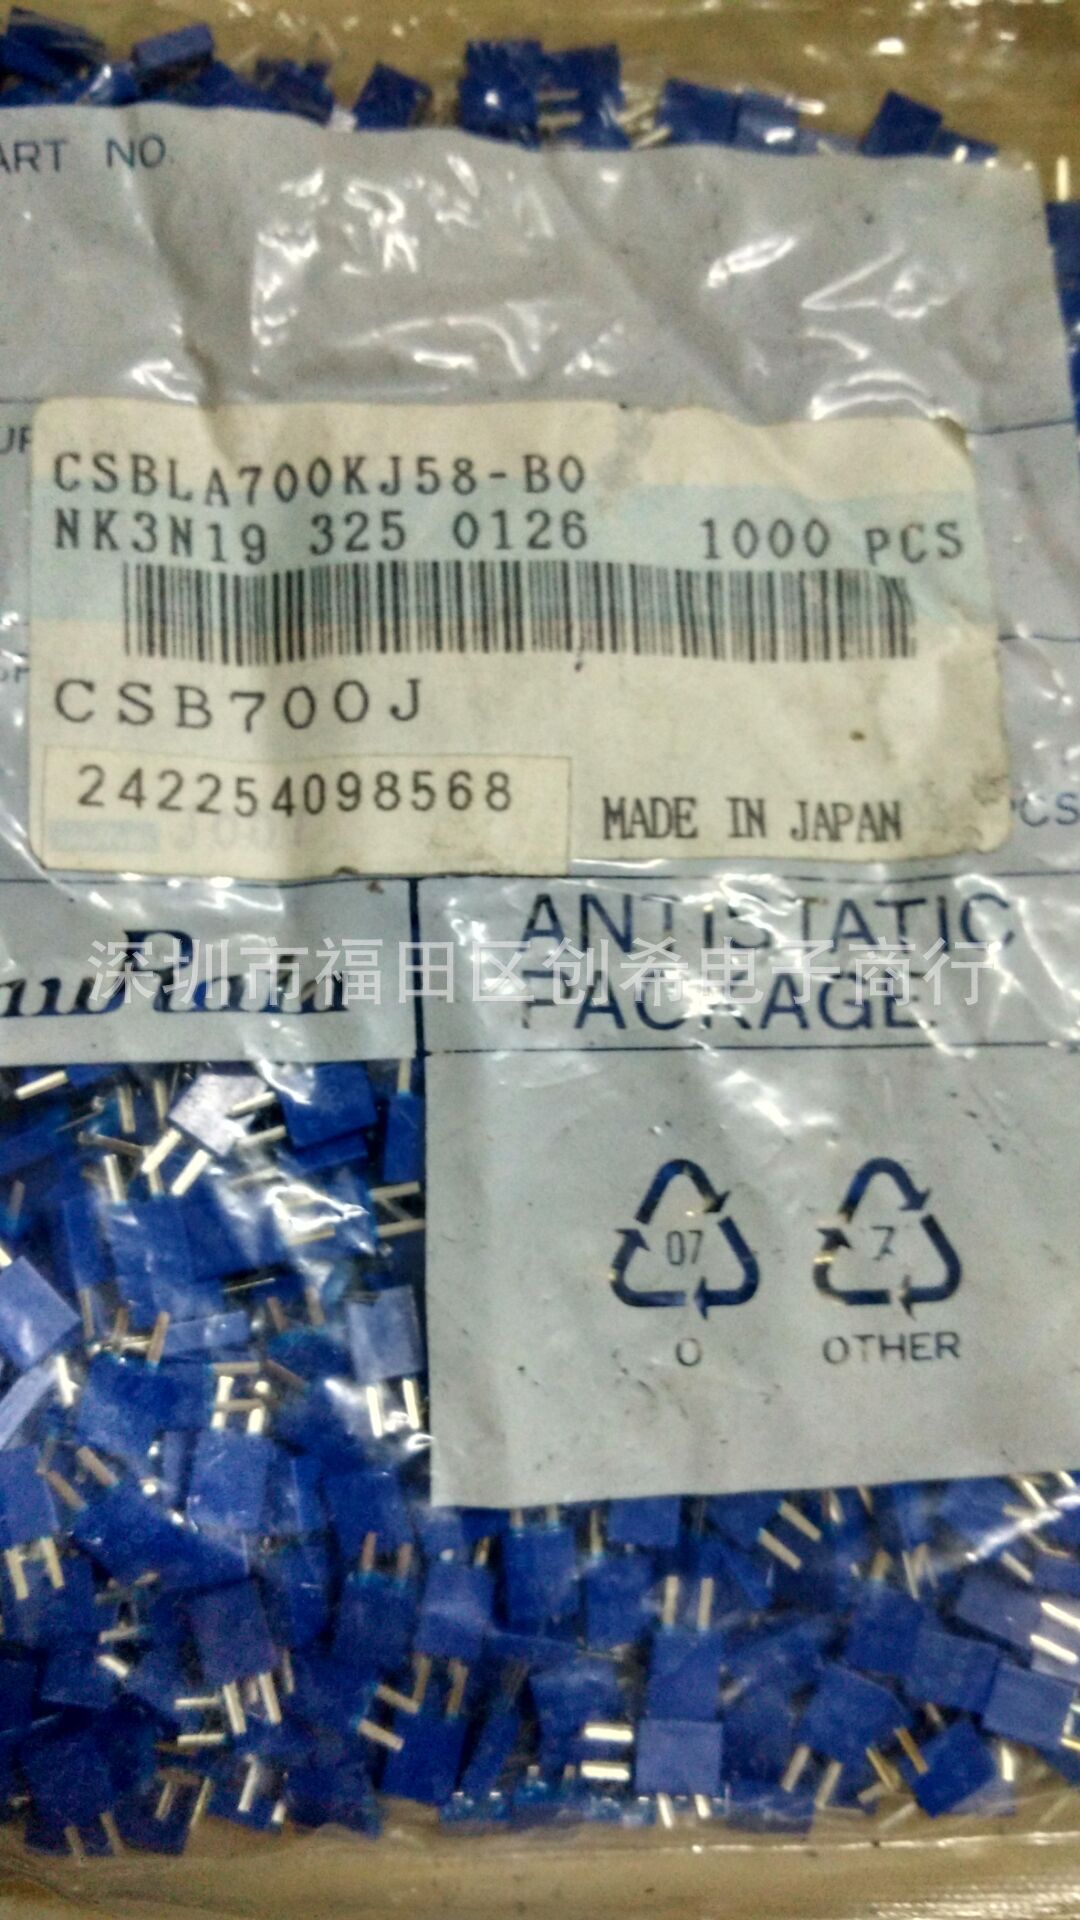 ART NO.
CSBLA700KJ58-B0
NK3N19 325 0126 1000 PCS
CSB700J
242254098568
MADE IN JAPAN
PCS
muRata
ANTISTATIC
PACKAGE
深圳市福田区创希电子商行
07
7
O
OTHER